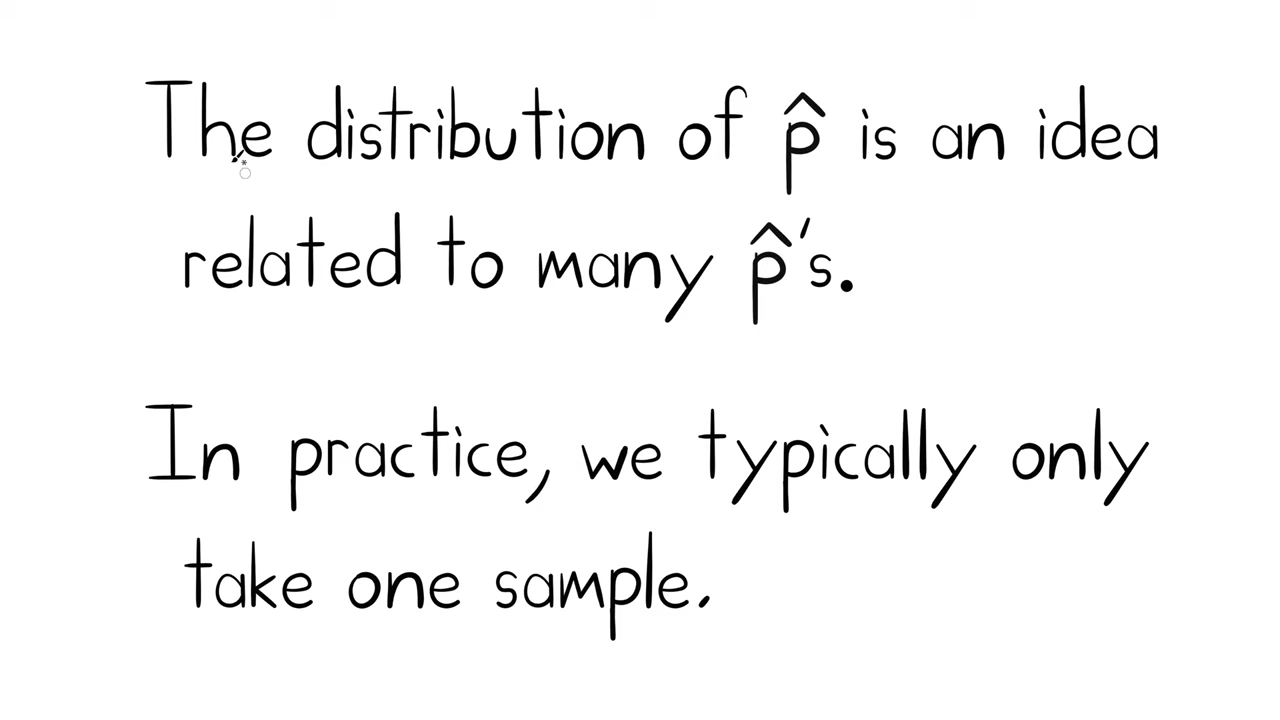 The distribution of p̂ is an idea
related to many p̂'s.
In practice, we typically only
take one sample.